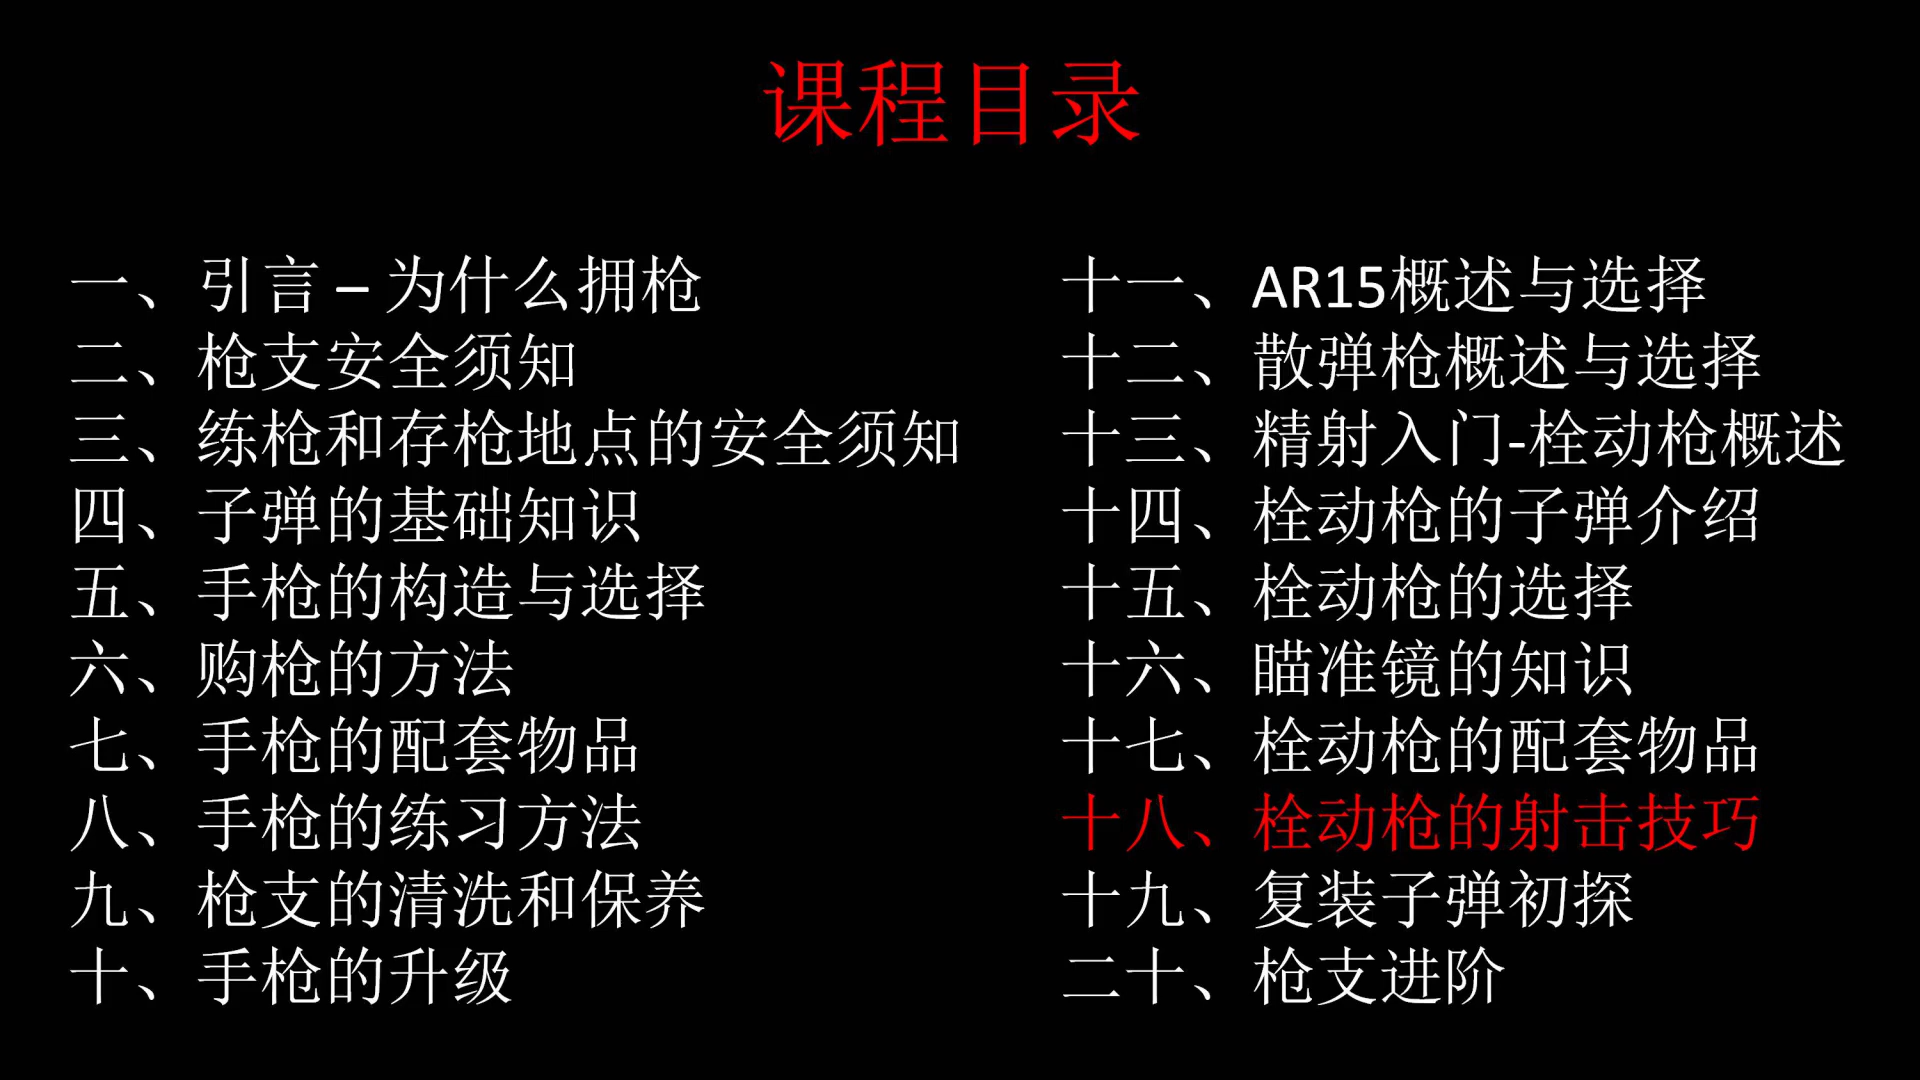 课程目录
一、引言 – 为什么拥枪
二、枪支安全须知
三、练枪和存枪地点的安全须知
四、子弹的基础知识
五、手枪的构造与选择
六、购枪的方法
七、手枪的配套物品
八、手枪的练习方法
九、枪支的清洗和保养
十、手枪的升级
十一、AR15概述与选择
十二、散弹枪概述与选择
十三、精射入门-栓动枪概述
十四、栓动枪的子弹介绍
十五、栓动枪的选择
十六、瞄准镜的知识
十七、栓动枪的配套物品
十八、栓动枪的射击技巧
十九、复装子弹初探
二十、枪支进阶